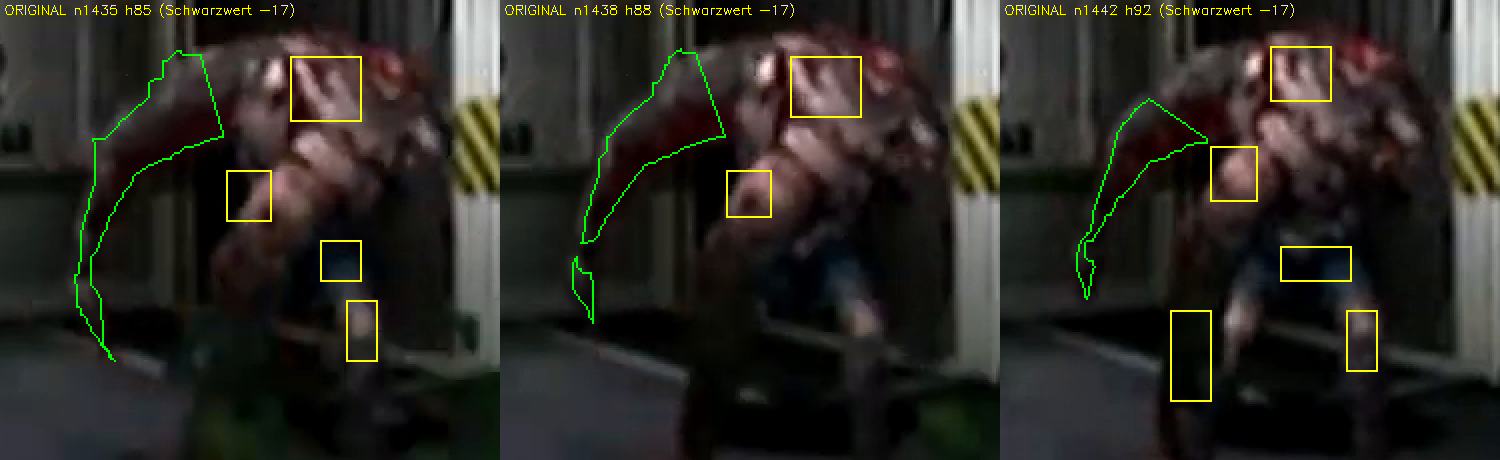 ORIGINAL n1435 h85 (Schwarzwert −17)
ORIGINAL n1438 h88 (Schwarzwert −17)
ORIGINAL n1442 h92 (Schwarzwert −17)